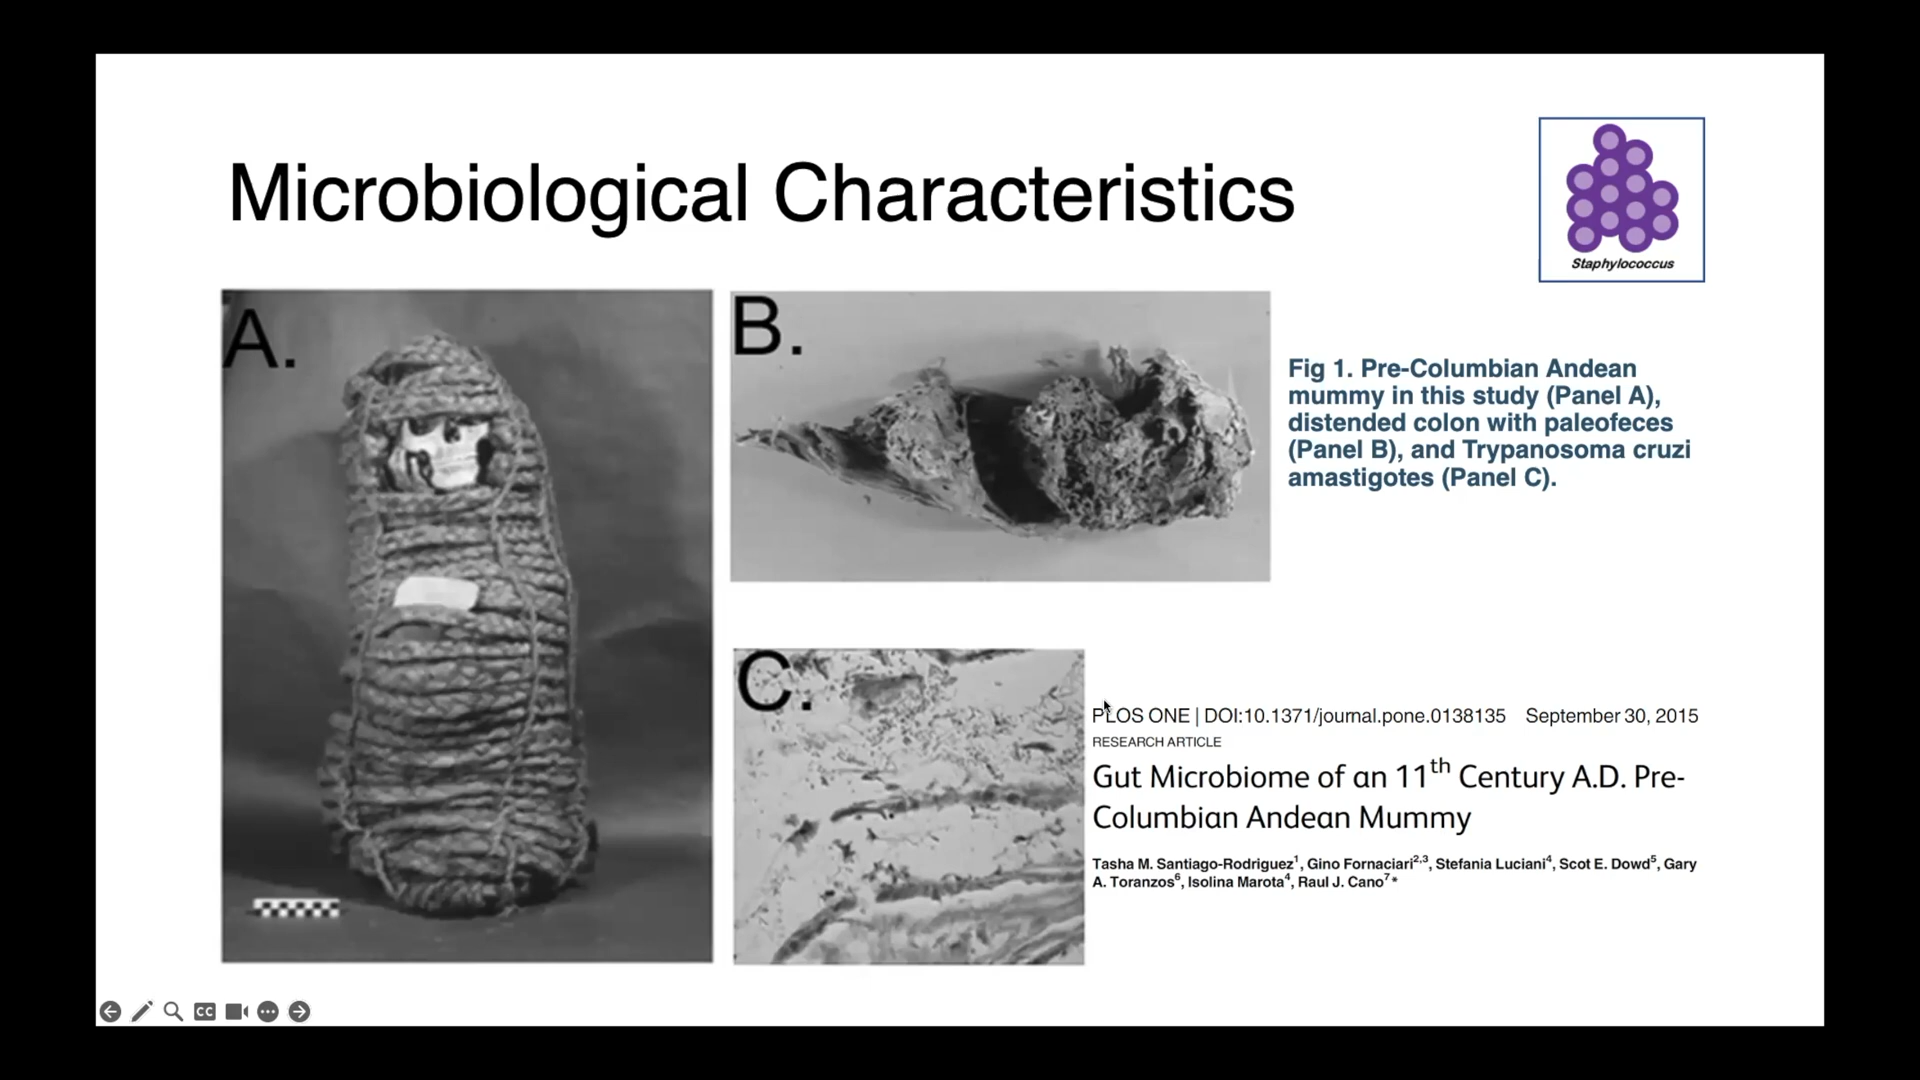 Microbiological Characteristics
Staphylococcus
A.
B.
Fig 1. Pre-Columbian Andean
mummy in this study (Panel A),
distended colon with paleofeces
(Panel B), and Trypanosoma cruzi
amastigotes (Panel C).
C.
PLOS ONE | DOI:10.1371/journal.pone.0138135 September 30, 2015
RESEARCH ARTICLE
Gut Microbiome of an 11th Century A.D. Pre-
Columbian Andean Mummy
Tasha M. Santiago-Rodriguez1, Gino Fornaciari2,3, Stefania Luciani4, Scot E. Dowd5, Gary
A. Toranzos6, Isolina Marota4, Raul J. Cano7*
CC